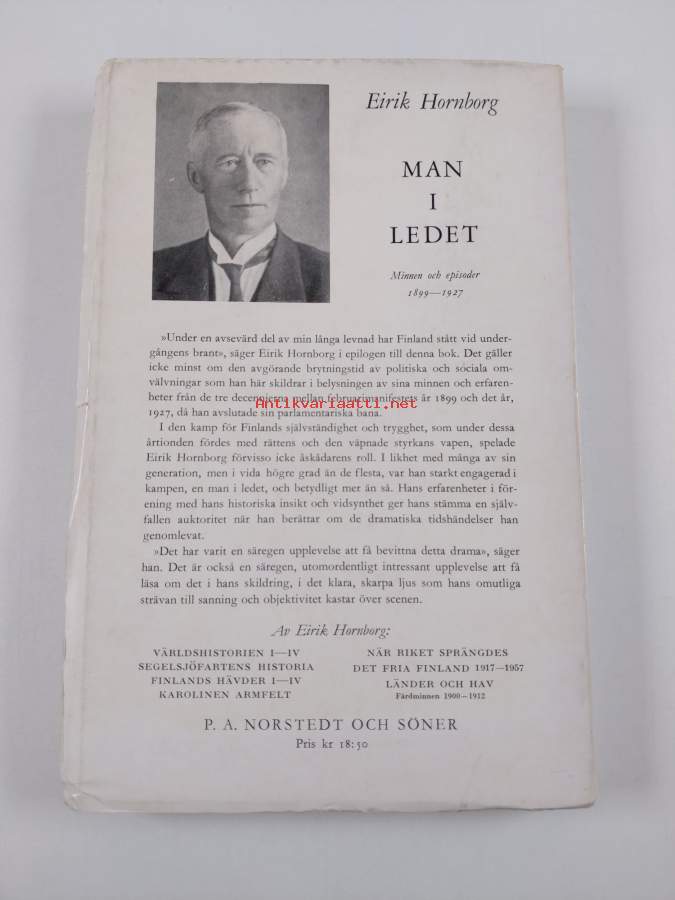 Eirik Hornborg
MAN
I
LEDET
Minnen och episoder
1899—1927
»Under en avsevärd del av min långa levnad har Finland stått vid under-
gångens brant», säger Eirik Hornborg i epilogen till denna bok. Det gäller
icke minst om den avgörande brytningstid av politiska och sociala om-
välvningar som han här skildrar i belysningen av sina minnen och erfaren-
heter från de tre decennierna mellan februarimanifestets år 1899 och det år,
Antikvariaatti.net
1927, då han avslutade sin parlamentariska bana.
I den kamp för Finlands självständighet och trygghet, som under dessa
årtionden fördes med rättens och den väpnade styrkans vapen, spelade
Eirik Hornborg förvisso icke åskådarens roll. I likhet med många av sin
generation, men i vida högre grad än de flesta, var han starkt engagerad i
kampen, en man i ledet, och betydligt mer än så. Hans erfarenheter i för-
ening med hans historiska insikt och vidsynthet ger hans stämma en själv-
fallen auktoritet när han berättar om de dramatiska tidshändelser han
genomlevat.
»Det har varit en säregen upplevelse att få bevittna detta drama», säger
han. Det är också en säregen, utomordentligt intressant upplevelse att få
läsa om det i hans skildring, i det klara, skarpa ljus som hans omutliga
strävan till sanning och objektivitet kastar över scenen.
Av Eirik Hornborg:
VÄRLDSHISTORIEN I—IV
SEGELSJÖFARTENS HISTORIA
FINLANDS HÄVDER I—IV
KAROLINEN ARMFELT
NÄR RIKET SPRÄNGDES
DET FRIA FINLAND 1917—1957
LÄNDER OCH HAV
Färdminnen 1900–1912
P. A. NORSTEDT OCH SÖNER
Pris kr 18:50